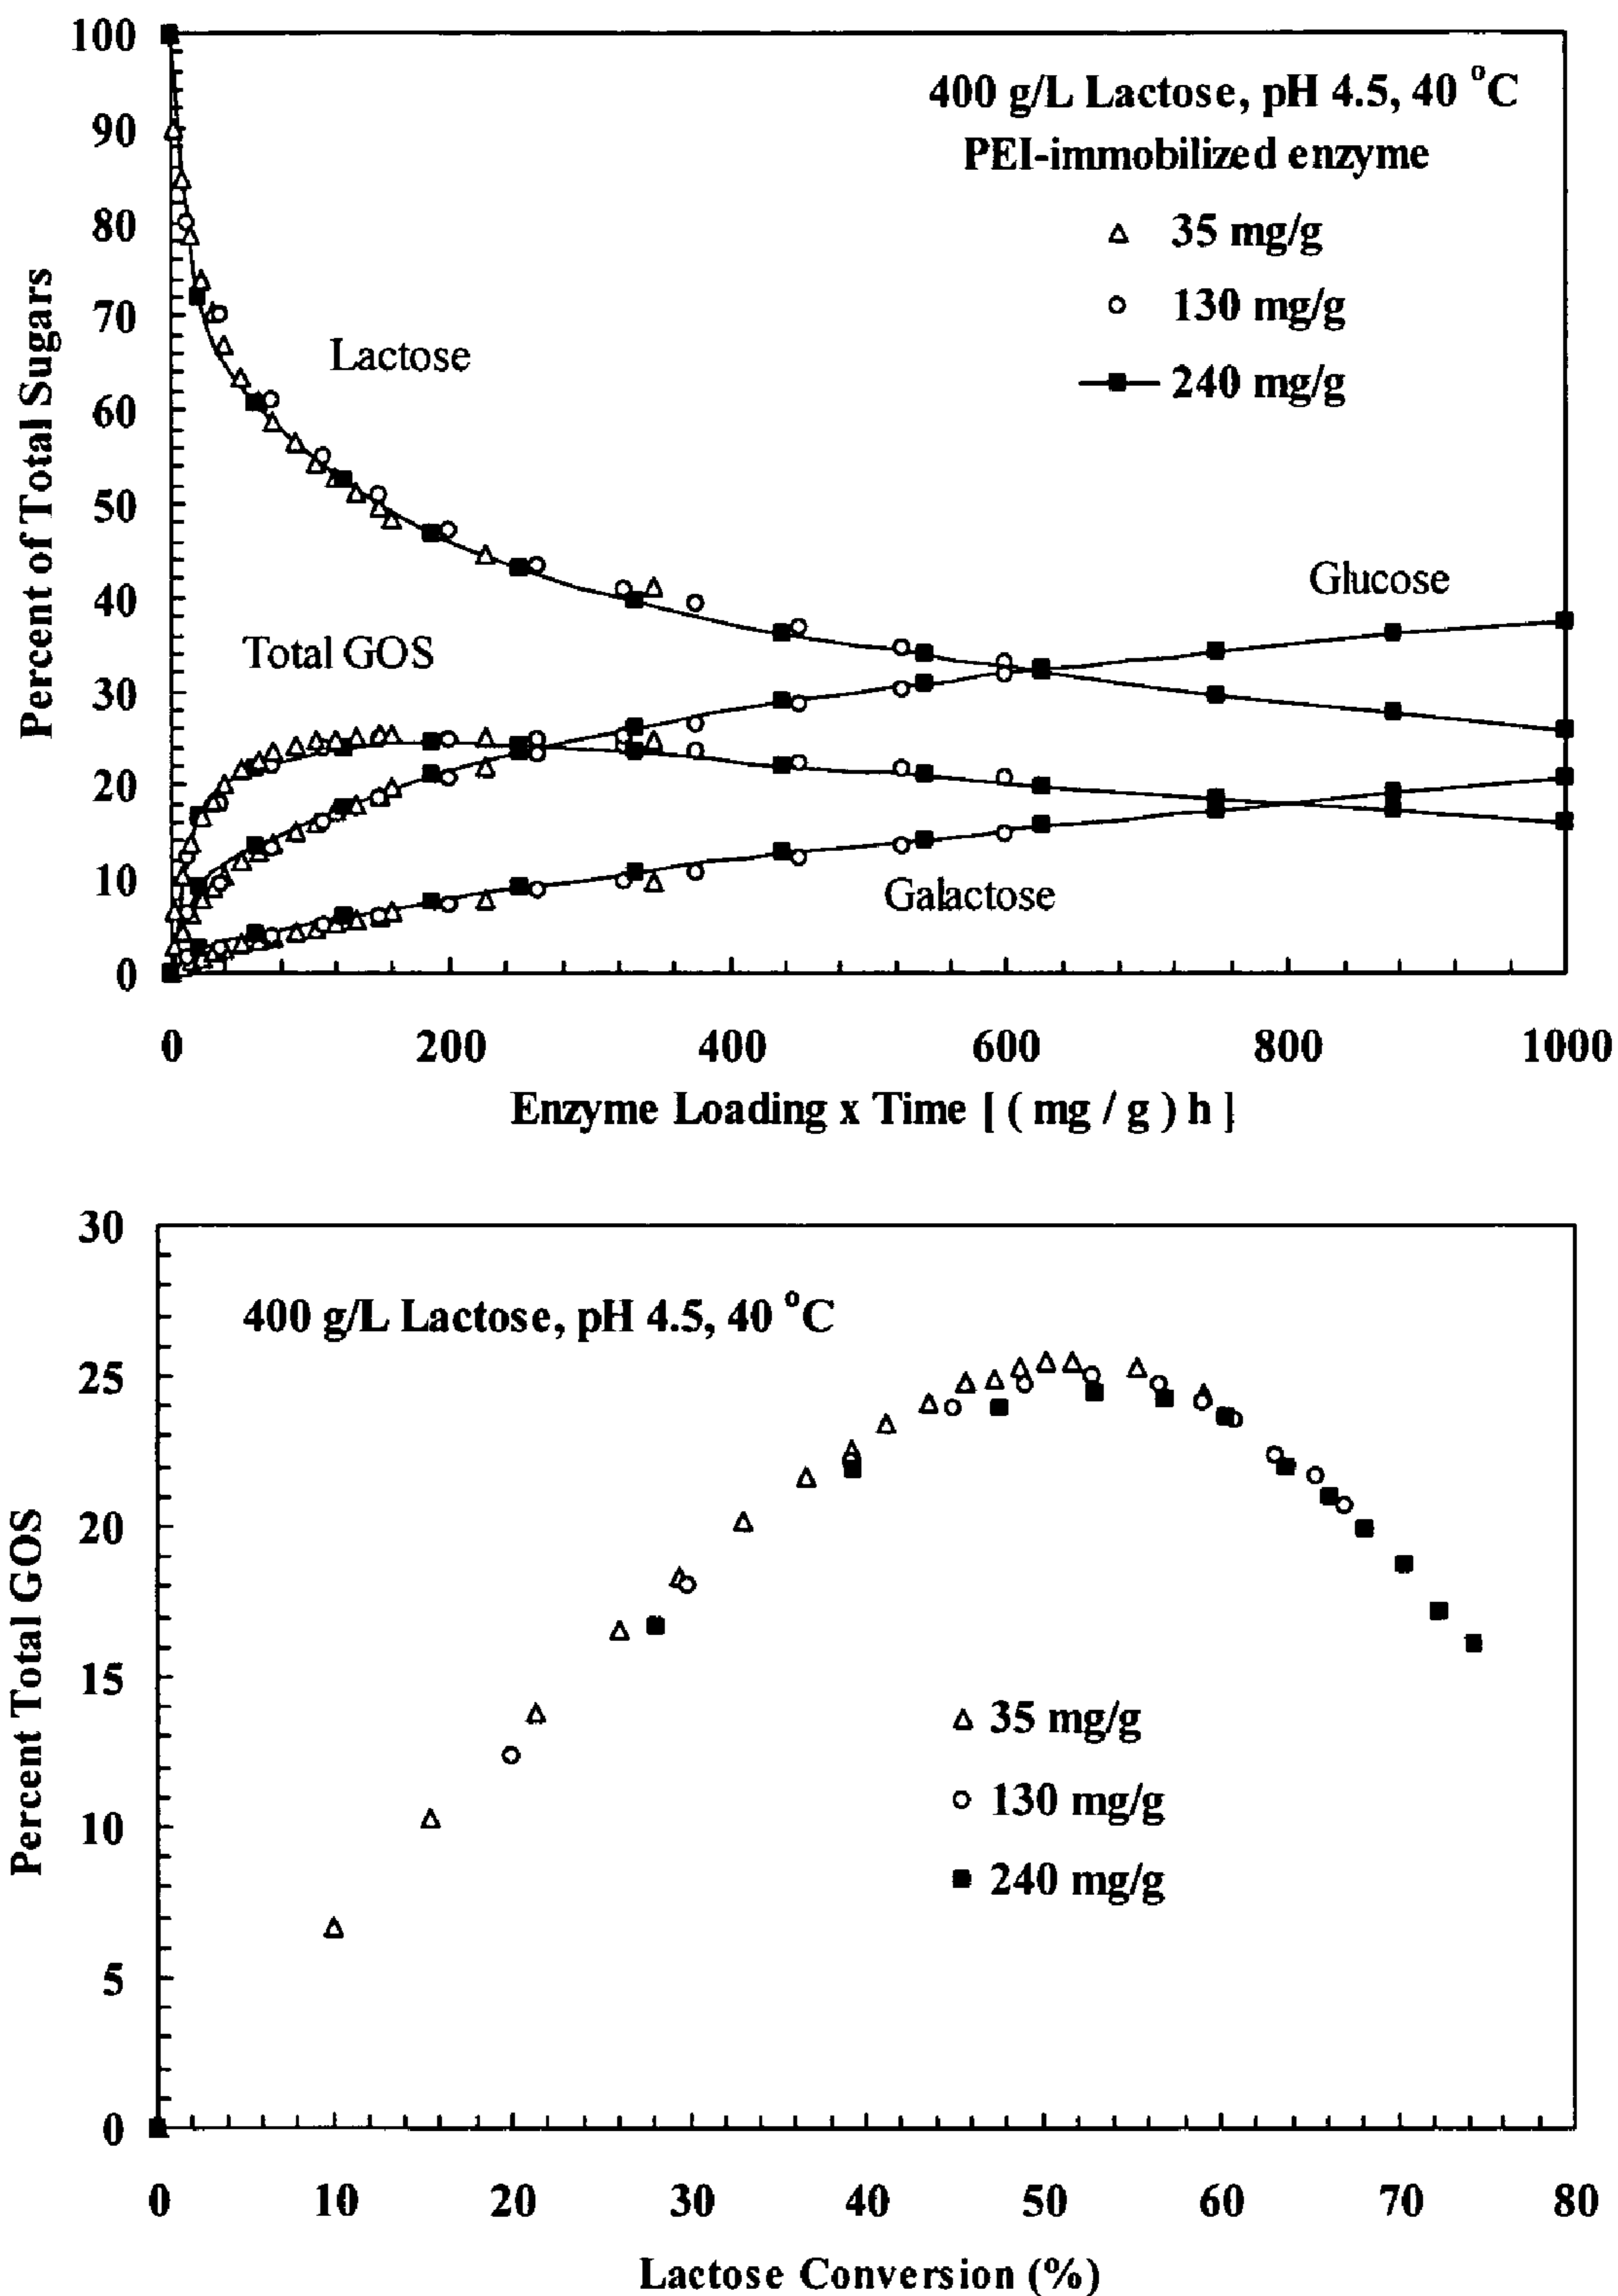 100
90
80
70
60
50
40
30
20
10
0
Percent of Total Sugars
400 g/L Lactose, pH 4.5, 40 °C
PEI-immobilized enzyme
35 mg/g
130 mg/g
240 mg/g
Lactose
Total GOS
Glucose
Galactose
0 200 400 600 800 1000
Enzyme Loading x Time [ ( mg / g ) h ]
30
25
20
15
10
5
0
Percent Total GOS
400 g/L Lactose, pH 4.5, 40 °C
35 mg/g
130 mg/g
240 mg/g
0 10 20 30 40 50 60 70 80
Lactose Conversion (%)